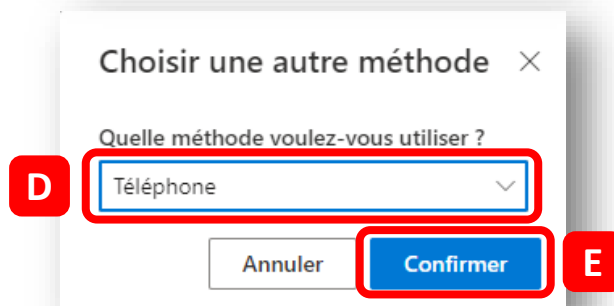 Choisir une autre méthode
Quelle méthode voulez-vous utiliser ?
D
Téléphone
Annuler
Confirmer
E